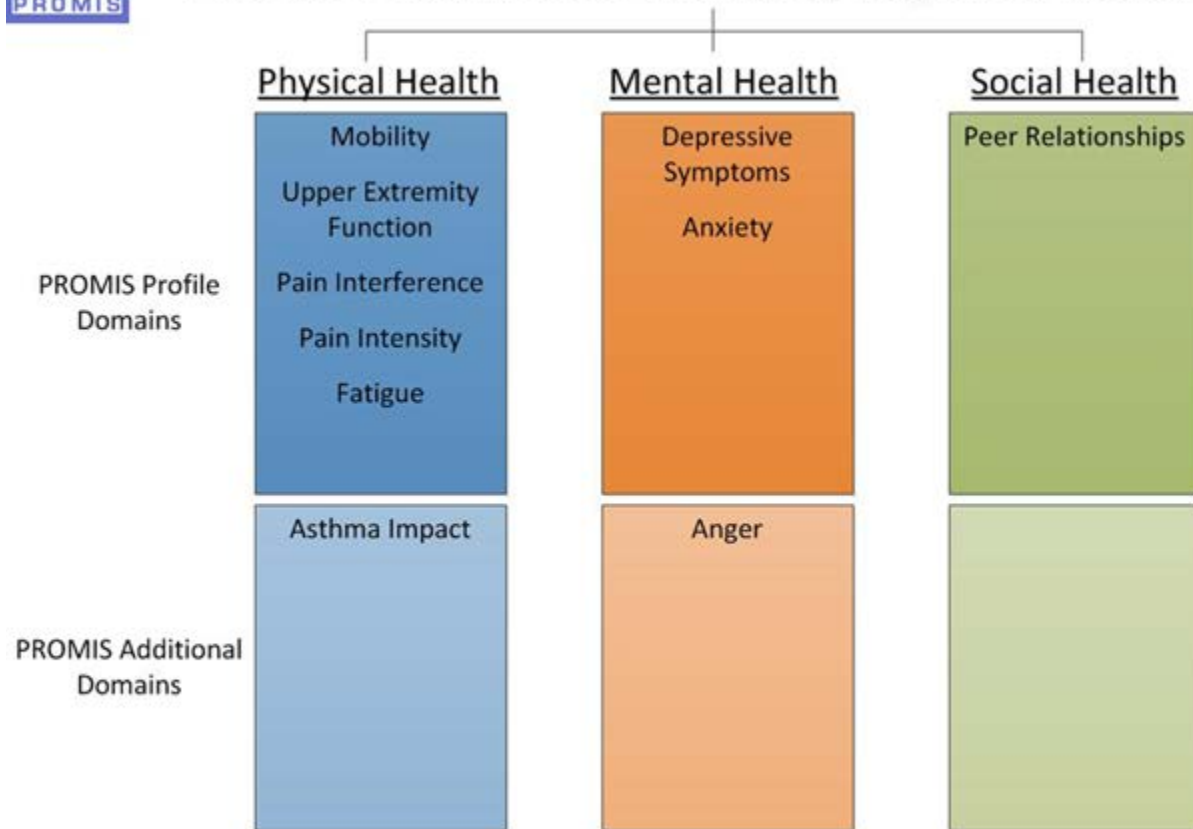 PROMIS
Physical Health
Mental Health
Social Health
Mobility
Upper Extremity
Function
Pain Interference
Pain Intensity
Fatigue
Depressive
Symptoms
Anxiety
Peer Relationships
PROMIS Profile
Domains
Asthma Impact
Anger
PROMIS Additional
Domains